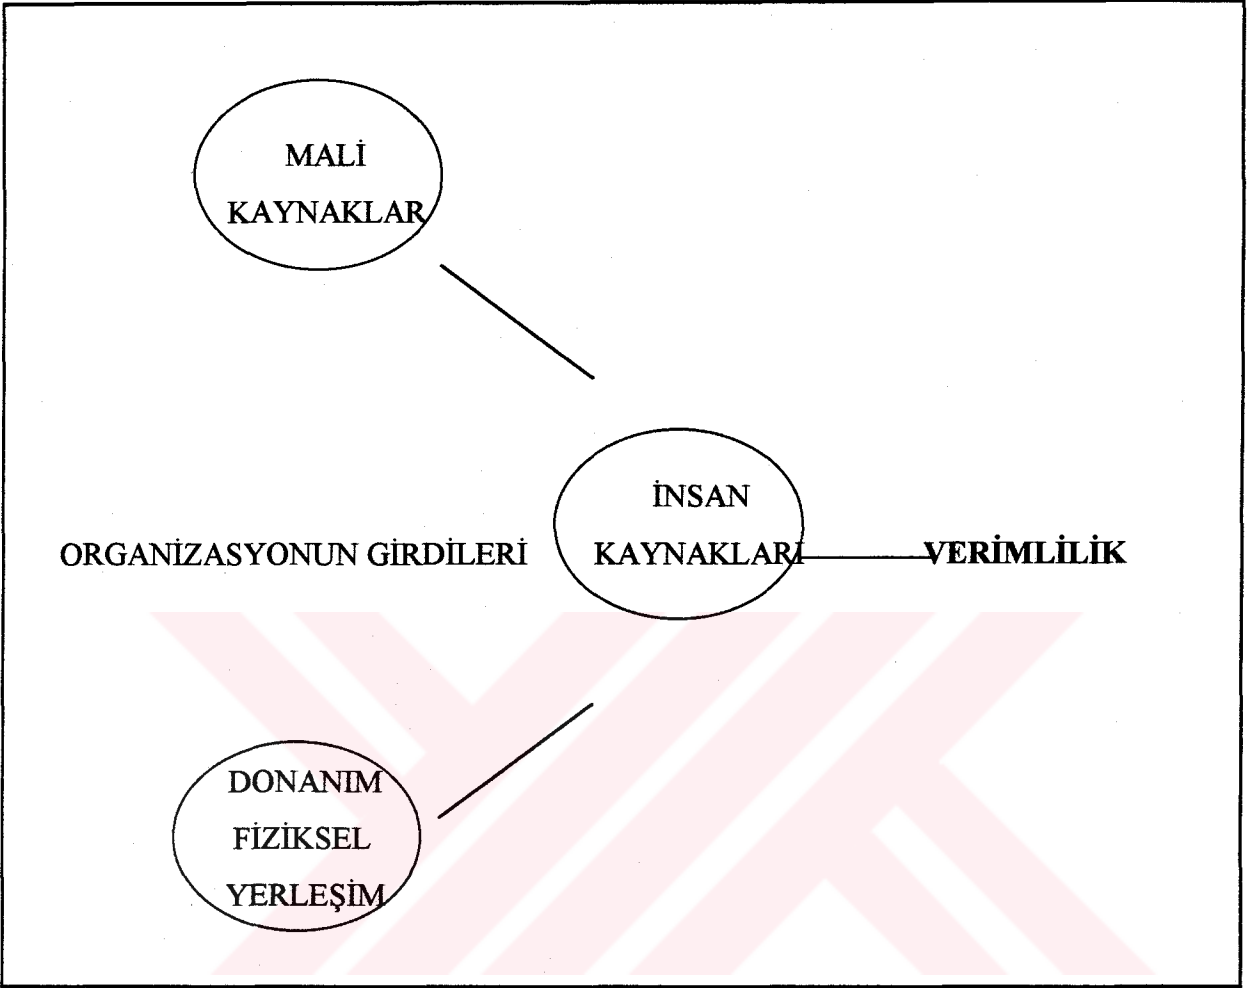 MALİ
KAYNAKLAR
İNSAN
ORGANİZASYONUN GİRDİLERİ KAYNAKLARI VERİMLİLİK
DONANIM
FİZİKSEL
YERLEŞİM